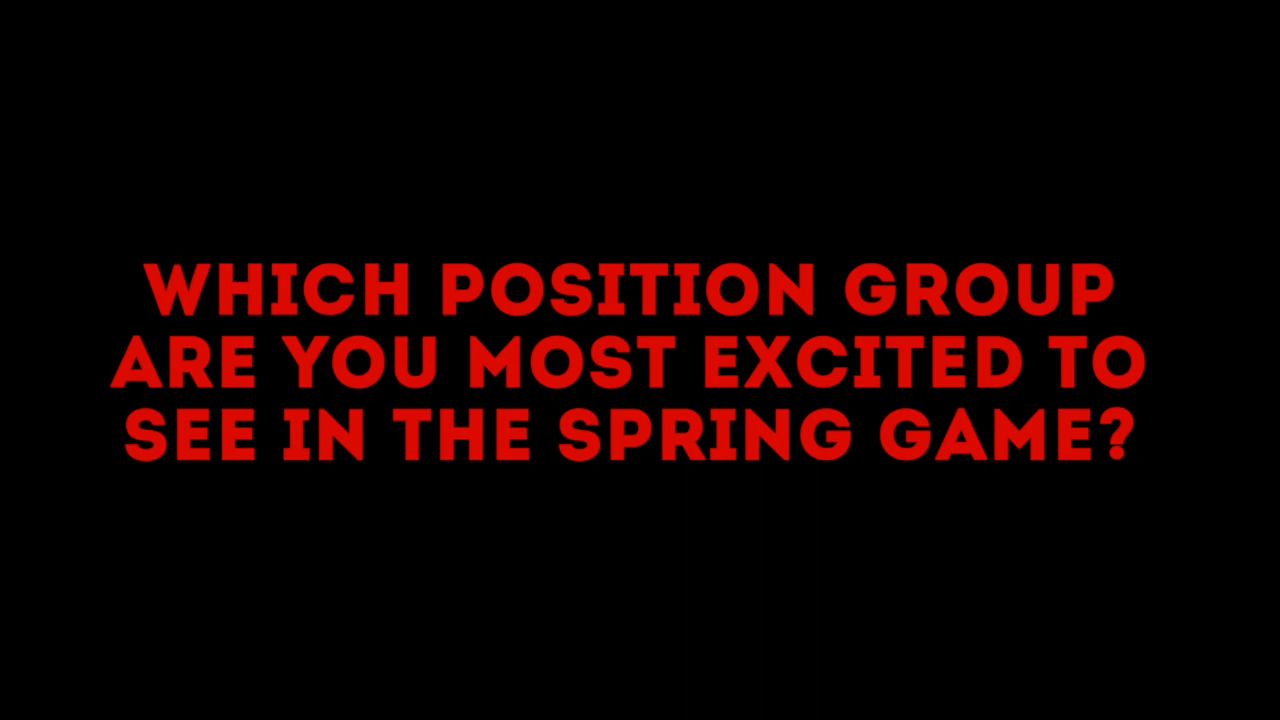 WHICH POSITION GROUP
ARE YOU MOST EXCITED TO
SEE IN THE SPRING GAME?